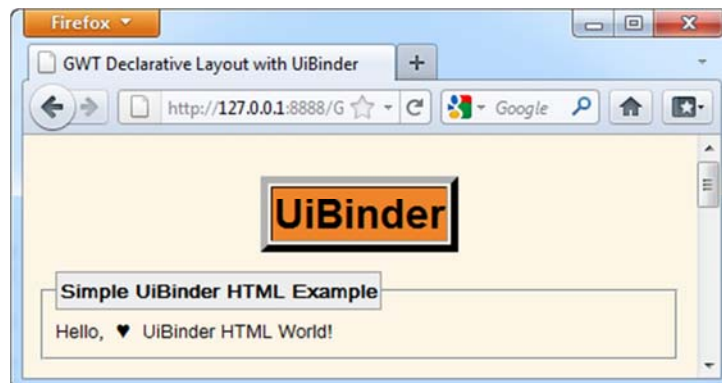 Firefox
GWT Declarative Layout with UiBinder
http://127.0.0.1:8888/G
Google
UiBinder
Simple UiBinder HTML Example
Hello, ♥ UiBinder HTML World!